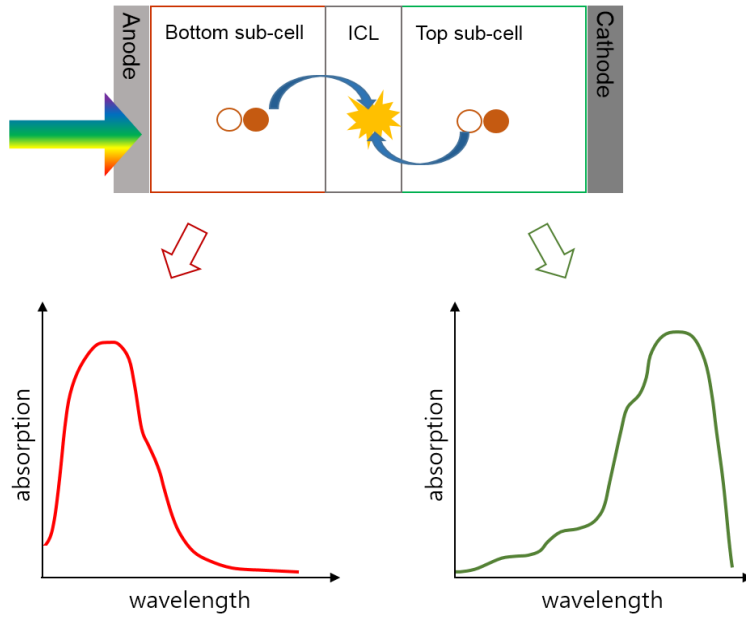 Anode
Bottom sub-cell
ICL
Top sub-cell
Cathode
absorption
wavelength
absorption
wavelength